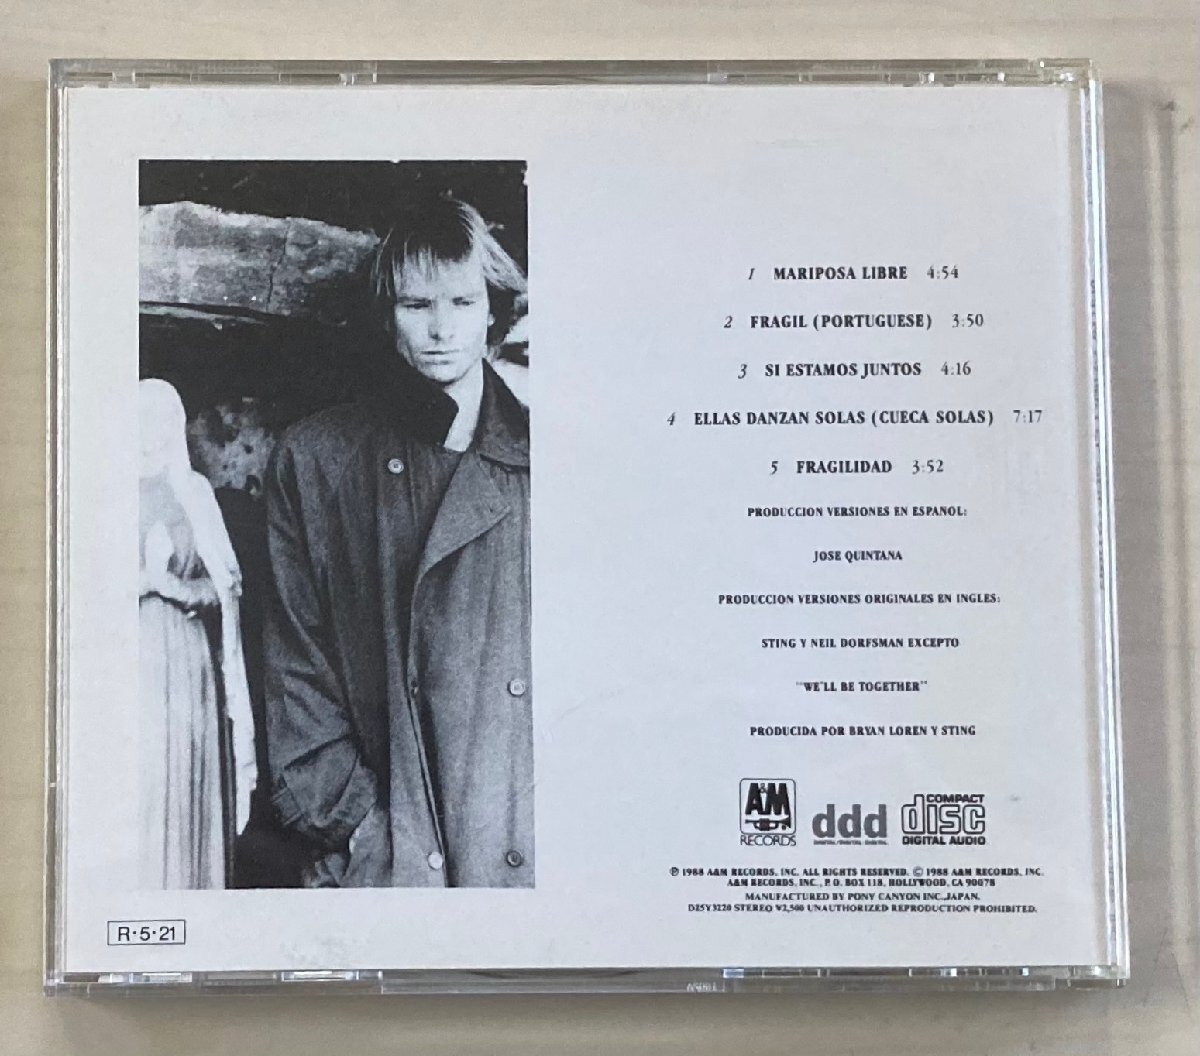 1 MARIPOSA LIBRE 4:54
2 FRAGIL (PORTUGUESE) 3:50
3 SI ESTAMOS JUNTOS 4:16
4 ELLAS DANZAN SOLAS (CUECA SOLAS) 7:17
5 FRAGILIDAD 3:52
PRODUCCION VERSIONES EN ESPAÑOL:
JOSE QUINTANA
PRODUCCION VERSIONES ORIGINALES EN INGLES:
STING Y NEIL DORFSMAN EXCEPTO
"WE'LL BE TOGETHER"
PRODUCIDA POR BRYAN LOREN Y STING
A&M RECORDS
ddd
DIGITAL/DIGITAL/DIGITAL
COMPACT disc DIGITAL AUDIO
℗ 1988 A&M RECORDS, INC. ALL RIGHTS RESERVED. © 1988 A&M RECORDS, INC.
A&M RECORDS, INC., P. O. BOX 118, HOLLYWOOD, CA 90078
MANUFACTURED BY PONY CANYON INC., JAPAN.
D25Y3220 STEREO ¥2,500 UNAUTHORIZED REPRODUCTION PROHIBITED.
R·5·21